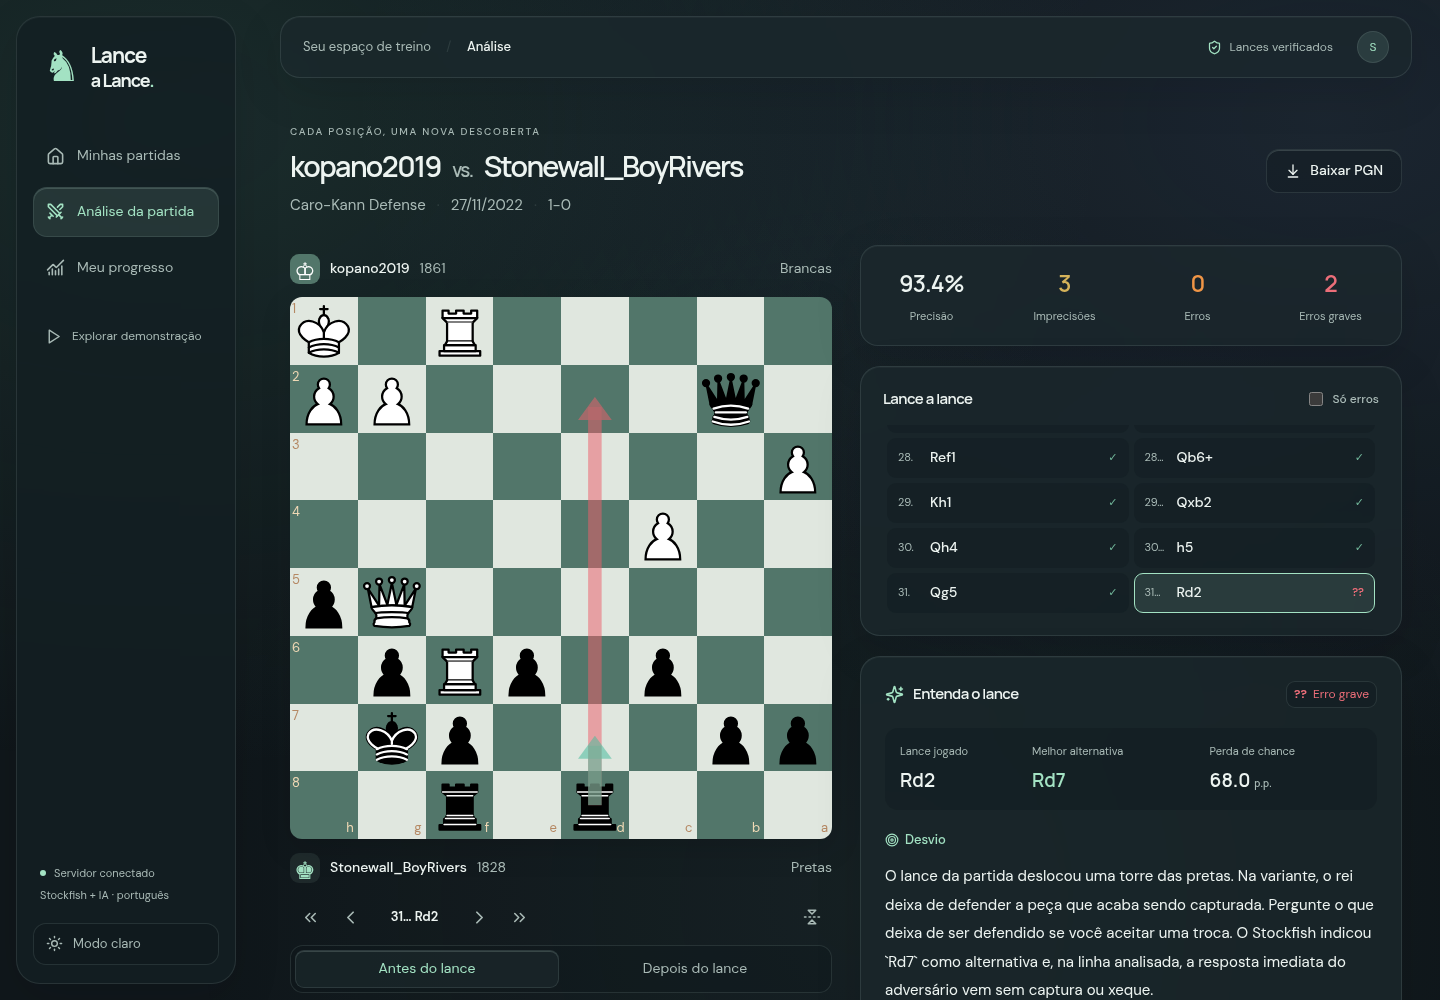 Lance
a Lance.
Minhas partidas
Análise da partida
Meu progresso
Explorar demonstração
Servidor conectado
Stockfish + IA · português
Modo claro
Seu espaço de treino / Análise
Lances verificados
S
CADA POSIÇÃO, UMA NOVA DESCOBERTA
kopano2019 vs. Stonewall_BoyRivers
Caro-Kann Defense · 27/11/2022 · 1-0
Baixar PGN
kopano2019 1861
Brancas
1
2
3
4
5
6
7
8
h g f e d c b a
Stonewall_BoyRivers 1828
Pretas
31... Rd2
Antes do lance
Depois do lance
93.4%
Precisão
3
Imprecisões
0
Erros
2
Erros graves
Lance a lance
Só erros
28. Ref1 ✓ 28... Qb6+ ✓
29. Kh1 ✓ 29... Qxb2 ✓
30. Qh4 ✓ 30... h5 ✓
31. Qg5 ✓ 31... Rd2 ??
Entenda o lance
?? Erro grave
Lance jogado
Rd2
Melhor alternativa
Rd7
Perda de chance
68.0 p.p.
Desvio
O lance da partida deslocou uma torre das pretas. Na variante, o rei
deixa de defender a peça que acaba sendo capturada. Pergunte o que
deixa de ser defendido se você aceitar uma troca. O Stockfish indicou
`Rd7` como alternativa e, na linha analisada, a resposta imediata do
adversário vem sem captura ou xeque.